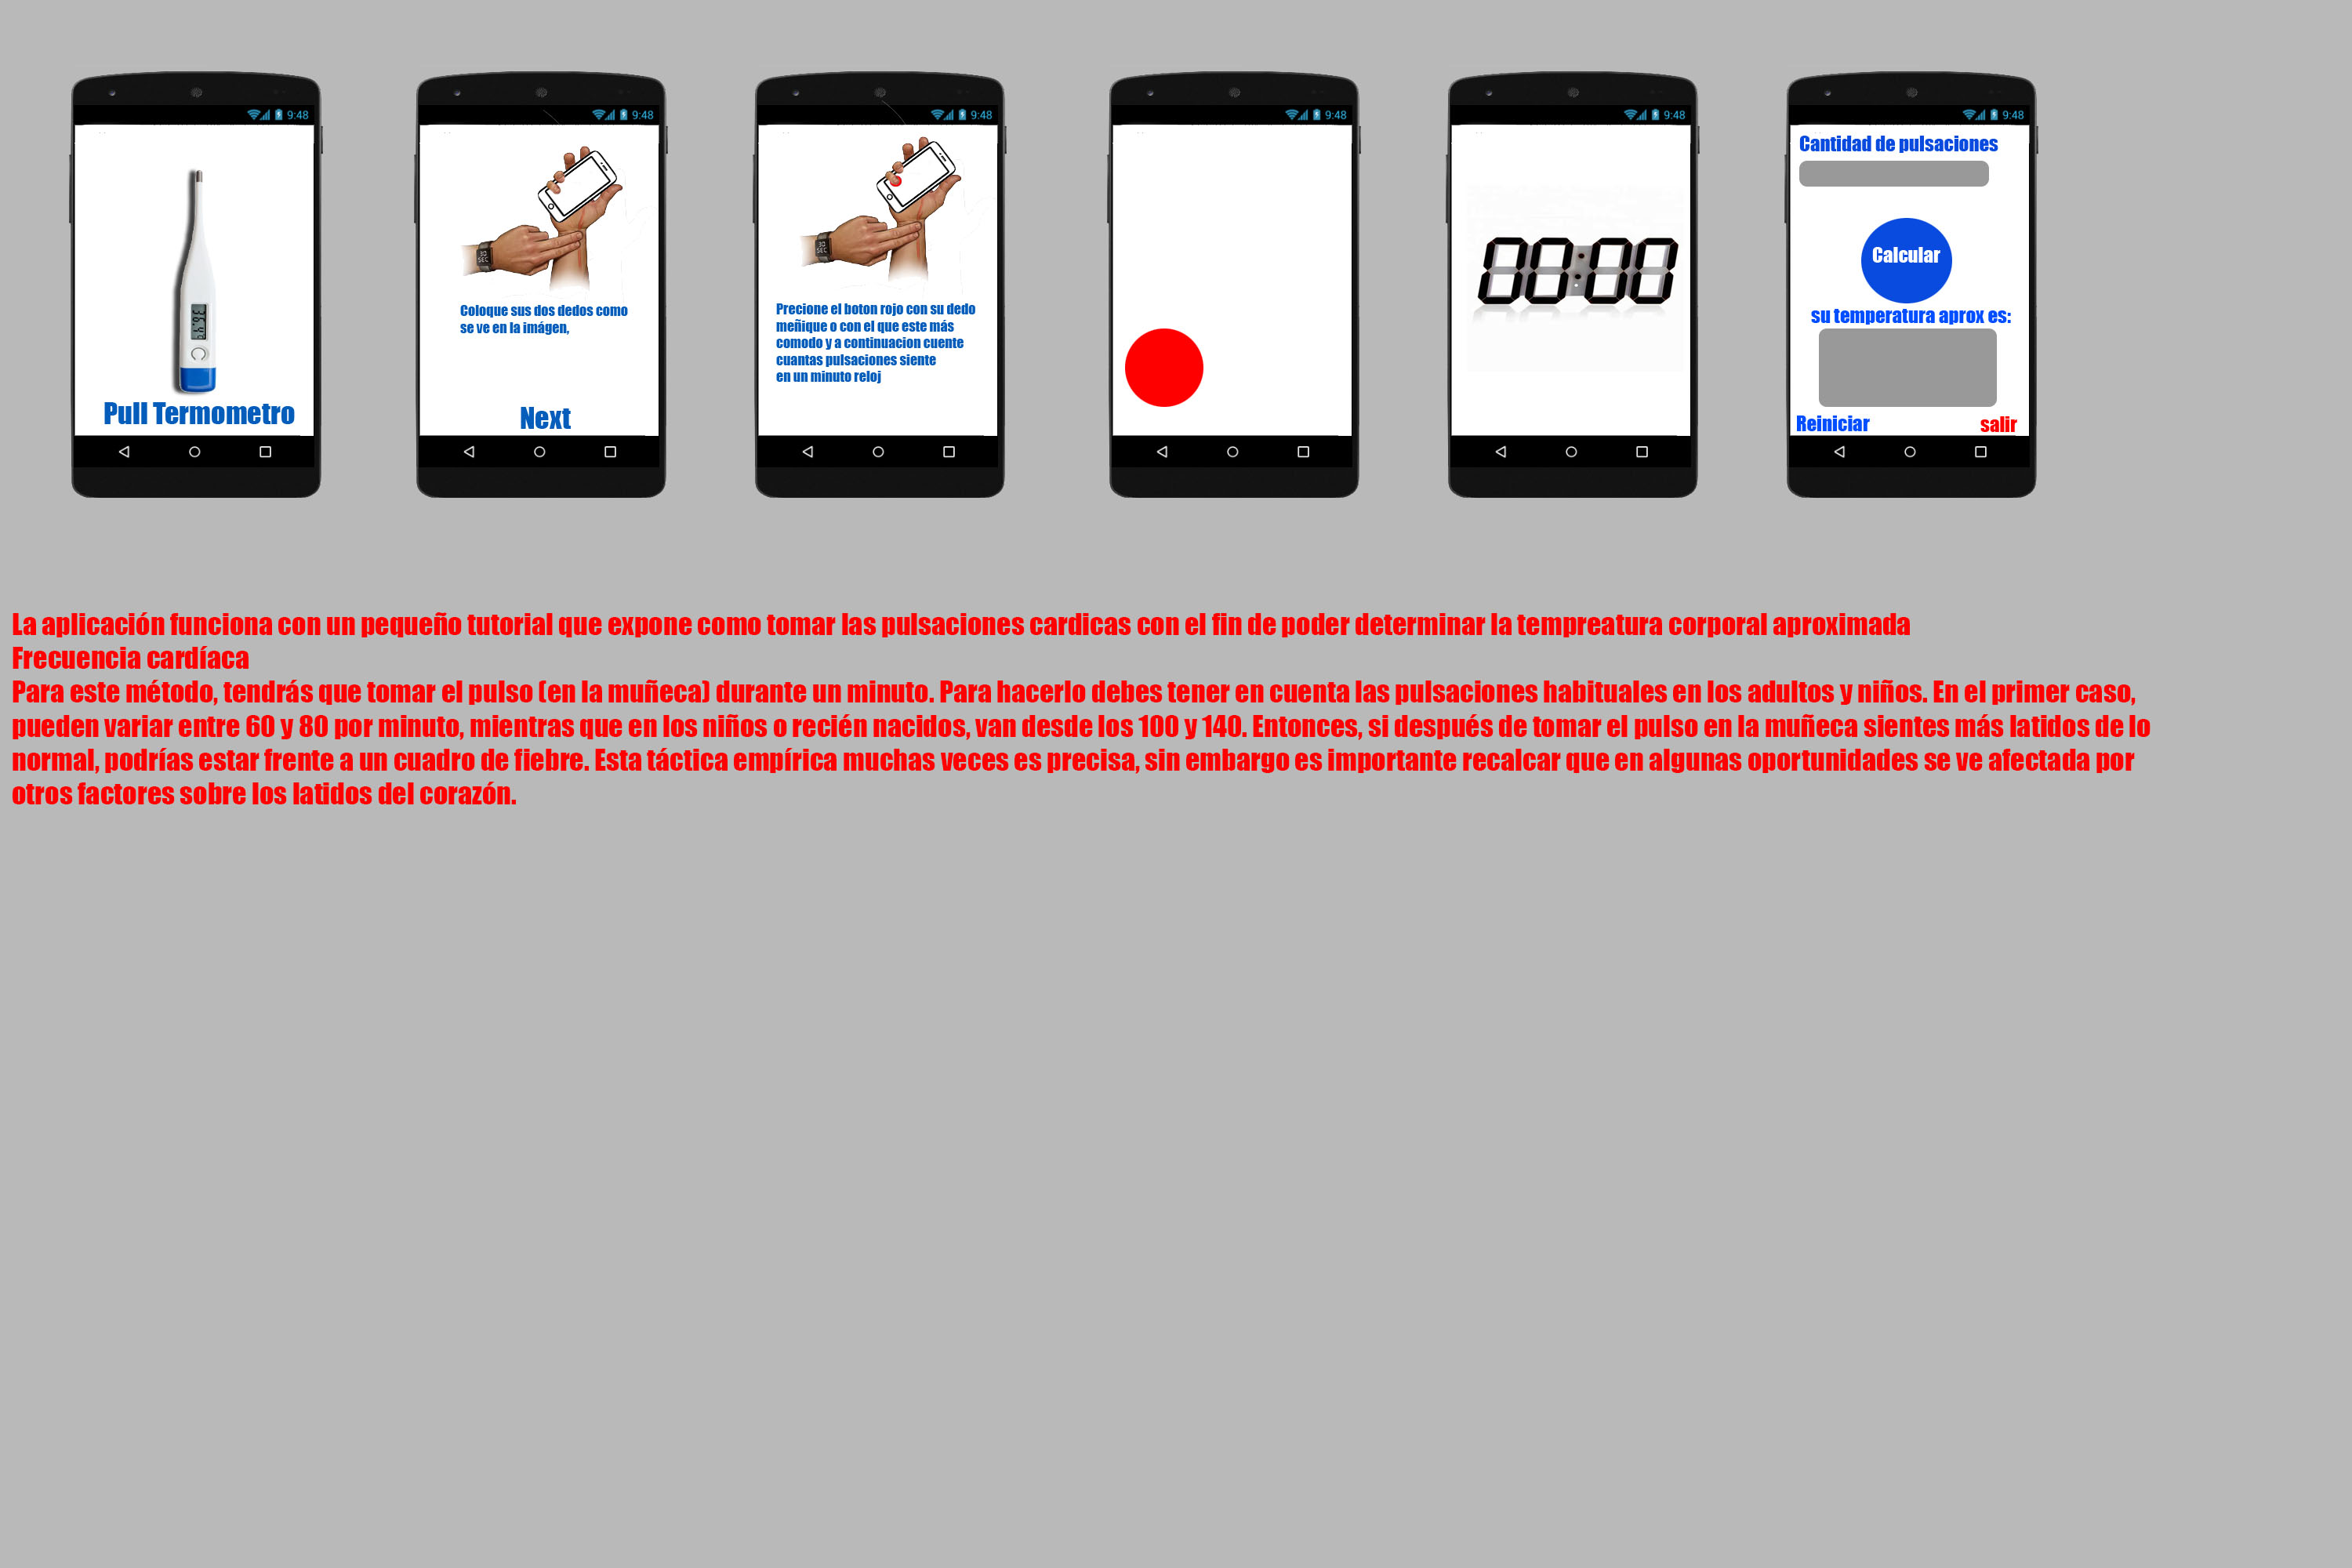 9:48
36.4°C
Pull Termometro
9:48
30
SEC
Coloque sus dos dedos como
se ve en la imágen,
Next
9:48
30
SEC
Precione el boton rojo con su dedo
meñique o con el que este más
comodo y a continuacion cuente
cuantas pulsaciones siente
en un minuto reloj
9:48
9:48
00:00
9:48
Cantidad de pulsaciones
Calcular
su temperatura aprox es:
Reiniciar
salir
La aplicación funciona con un pequeño tutorial que expone como tomar las pulsaciones cardicas con el fin de poder determinar la tempreatura corporal aproximada
Frecuencia cardíaca
Para este método, tendrás que tomar el pulso (en la muñeca) durante un minuto. Para hacerlo debes tener en cuenta las pulsaciones habituales en los adultos y niños. En el primer caso,
pueden variar entre 60 y 80 por minuto, mientras que en los niños o recién nacidos, van desde los 100 y 140. Entonces, si después de tomar el pulso en la muñeca sientes más latidos de lo
normal, podrías estar frente a un cuadro de fiebre. Esta táctica empírica muchas veces es precisa, sin embargo es importante recalcar que en algunas oportunidades se ve afectada por
otros factores sobre los latidos del corazón.